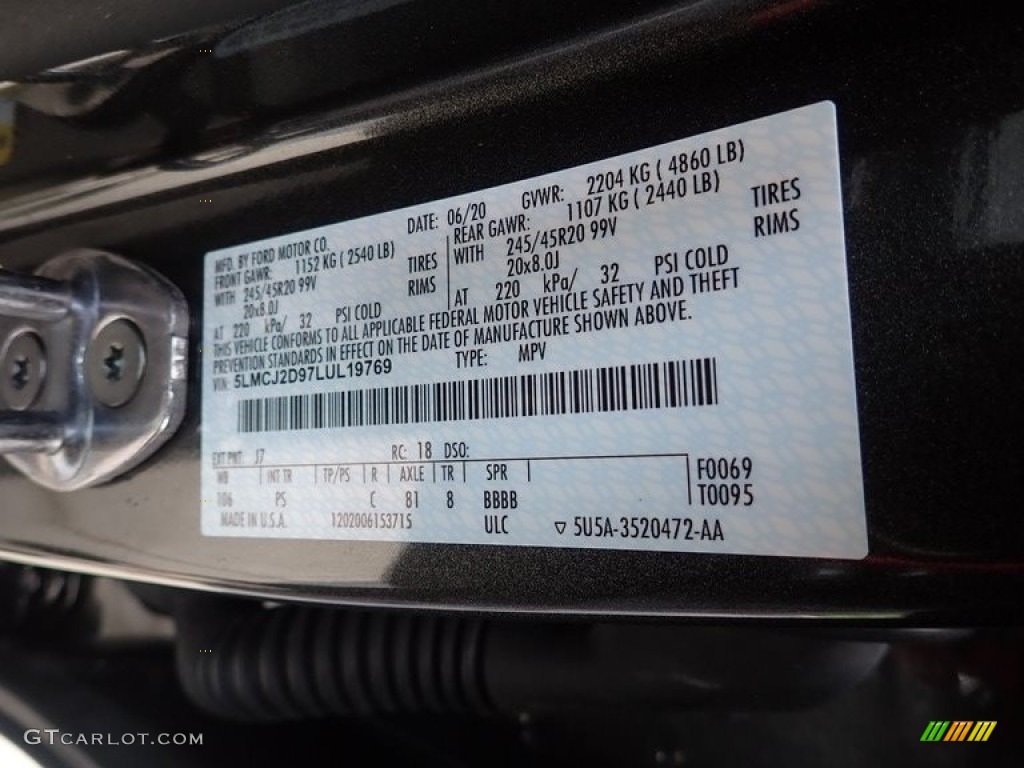 MFD. BY FORD MOTOR CO.
DATE: 06/20 GVWR: 2204 KG ( 4860 LB)
FRONT GAWR: 1152 KG ( 2540 LB)
WITH 245/45R20 99V TIRES
20x8.0J RIMS
AT 220 kPa/ 32 PSI COLD
REAR GAWR: 1107 KG ( 2440 LB)
WITH 245/45R20 99V TIRES
20x8.0J RIMS
AT 220 kPa/ 32 PSI COLD
THIS VEHICLE CONFORMS TO ALL APPLICABLE FEDERAL MOTOR VEHICLE SAFETY AND THEFT
PREVENTION STANDARDS IN EFFECT ON THE DATE OF MANUFACTURE SHOWN ABOVE.
VIN: 5LMCJ2D97LUL19769 TYPE: MPV
EXT PNT: J7 RC: 18 DSO:
WB INT TR TP/PS R AXLE TR SPR
106 PS C 81 8 BBBB
F0069
T0095
MADE IN U.S.A. 1202006153715 ULC ▽ 5U5A-3520472-AA
GTCARLOT.COM